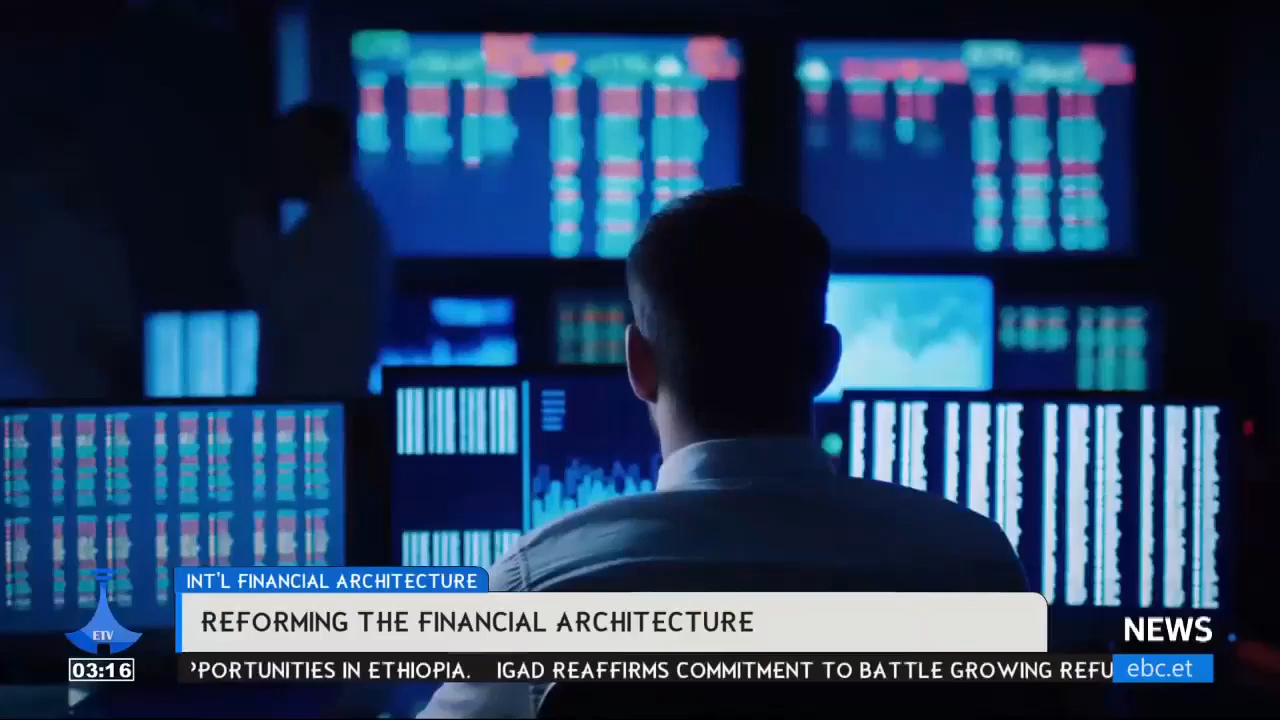 INT'L FINANCIAL ARCHITECTURE
REFORMING THE FINANCIAL ARCHITECTURE
ETV
NEWS
03:16
'PORTUNITIES IN ETHIOPIA. IGAD REAFFIRMS COMMITMENT TO BATTLE GROWING REFU
ebc.et